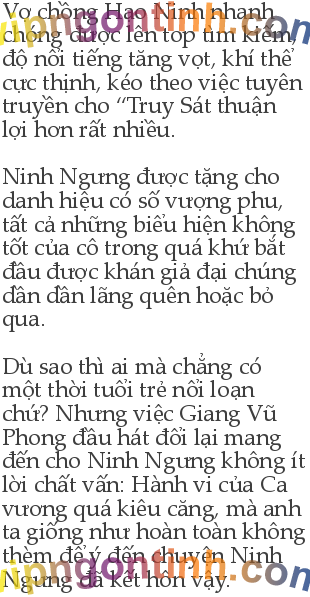 Vợ chồng Hạo Ninh nhanh
chóng được lên top tìm kiếm,
độ nổi tiếng tăng vọt, khí thế
cực thịnh, kéo theo việc tuyên
truyền cho “Truy Sát thuận
lợi hơn rất nhiều.
Ninh Ngưng được tặng cho
danh hiệu có số vượng phu,
tất cả những biểu hiện không
tốt của cô trong quá khứ bắt
đầu được khán giả đại chúng
dần dần lãng quên hoặc bỏ
qua.
Dù sao thì ai mà chẳng có
một thời tuổi trẻ nổi loạn
chứ? Nhưng việc Giang Vũ
Phong đầu hát đổi lại mang
đến cho Ninh Ngưng không ít
lời chất vấn: Hành vi của Ca
vương quá kiêu căng, mà anh
ta giống như hoàn toàn không
thèm để ý đến chuyện Ninh
Ngưng đã kết hôn vậy.
vipngontinh.com
vipngontinh.com